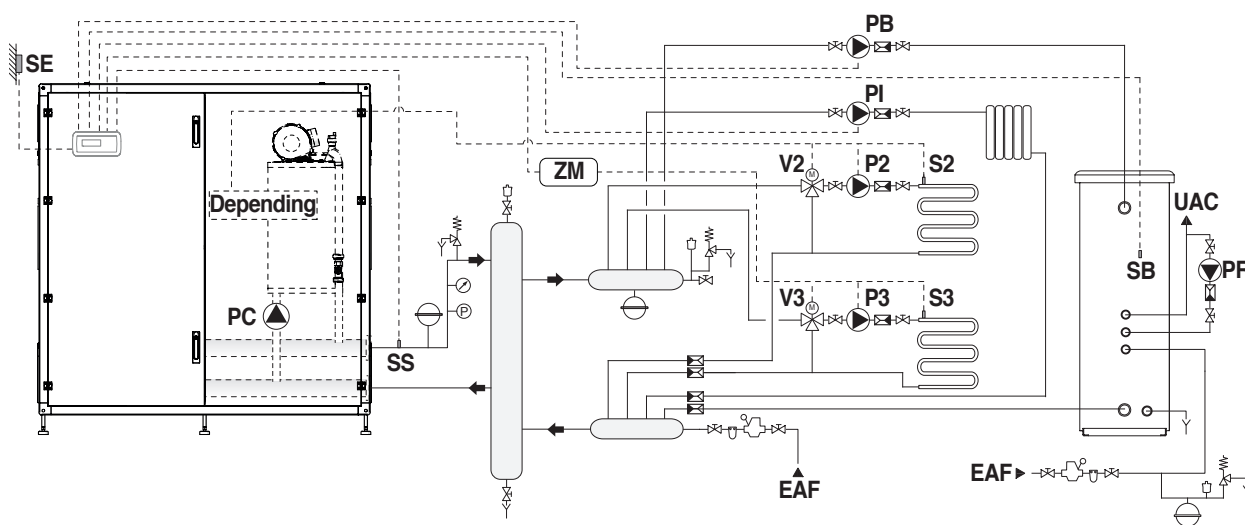 PB
SE
PI
V2
P2
S2
ZM
UAC
Depending
SB
PF
V3
P3
S3
PC
P
SS
M
M
EAF
EAF